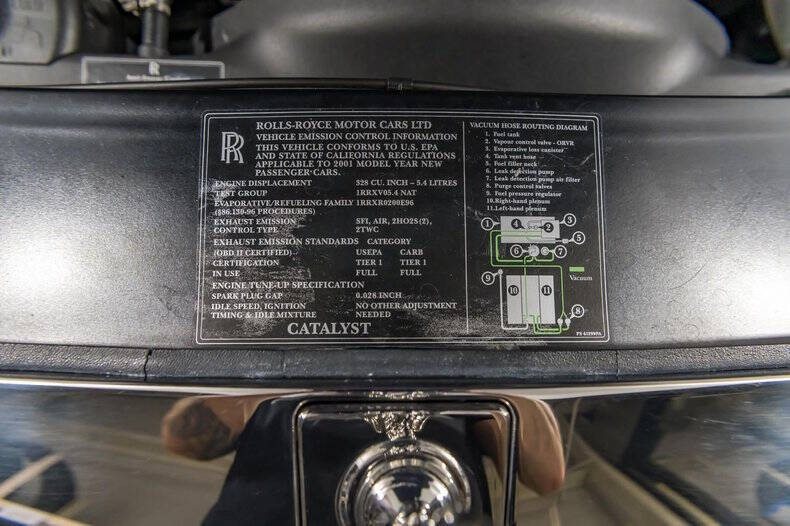 R
ROLLS-ROYCE MOTOR CARS LTD
VEHICLE EMISSION CONTROL INFORMATION
THIS VEHICLE CONFORMS TO U.S. EPA
AND STATE OF CALIFORNIA REGULATIONS
APPLICABLE TO 2001 MODEL YEAR NEW
PASSENGER CARS.
ENGINE DISPLACEMENT 328 CU. INCH – 5.4 LITRES
TEST GROUP 1RRXV05.4 NAT
EVAPORATIVE/REFUELING FAMILY 1RRXR0200E96
(§86.130-96 PROCEDURES)
EXHAUST EMISSION SFI, AIR, 2HO2S(2),
CONTROL TYPE 2TWC
EXHAUST EMISSION STANDARDS CATEGORY
(OBD II CERTIFIED) USEPA CARB
CERTIFICATION TIER 1 TIER 1
IN USE FULL FULL
ENGINE TUNE-UP SPECIFICATION
SPARK PLUG GAP 0.028 INCH
IDLE SPEED, IGNITION NO OTHER ADJUSTMENT
TIMING & IDLE MIXTURE NEEDED
CATALYST
VACUUM HOSE ROUTING DIAGRAM
1. Fuel tank
2. Vapour control valve - ORVR
3. Evaporative loss canister
4. Tank vent hose
5. Fuel filler neck
6. Leak detection pump
7. Leak detection pump air filter
8. Purge control valves
9. Fuel pressure regulator
10. Right-hand plenum
11. Left-hand plenum
1 4 2 3
5
6 7
9
10 11
8
Vacuum